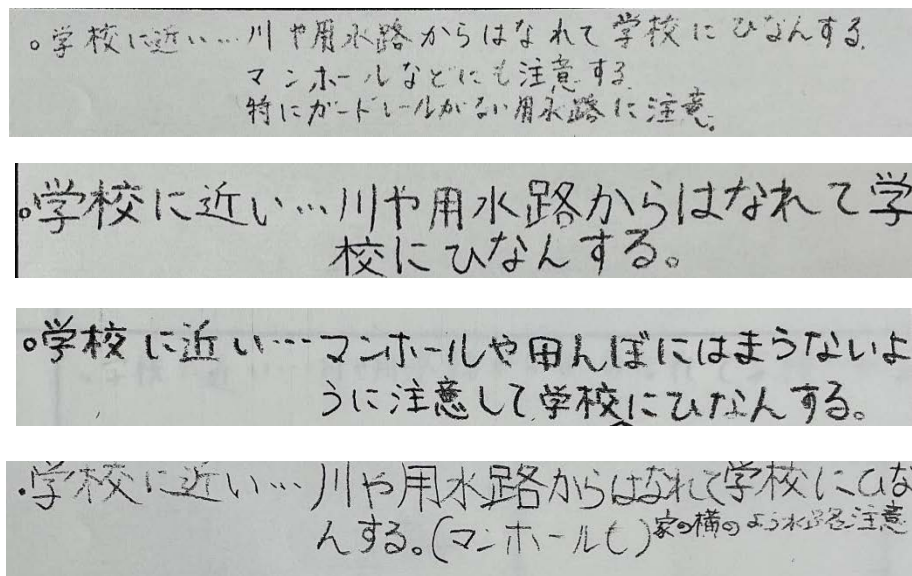 。学校に近い…川や用水路からはなれて学校にひなんする。
マンホールなどにも注意する
特にガードレールがない用水路に注意。
。学校に近い…川や用水路からはなれて学
校にひなんする。
。学校に近い…マンホールや田んぼにはまらないよ
うに注意して学校にひなんする。
・学校に近い…川や用水路からはなれて学校にひな
んする。(マンホールも)家の横のようすい路注意